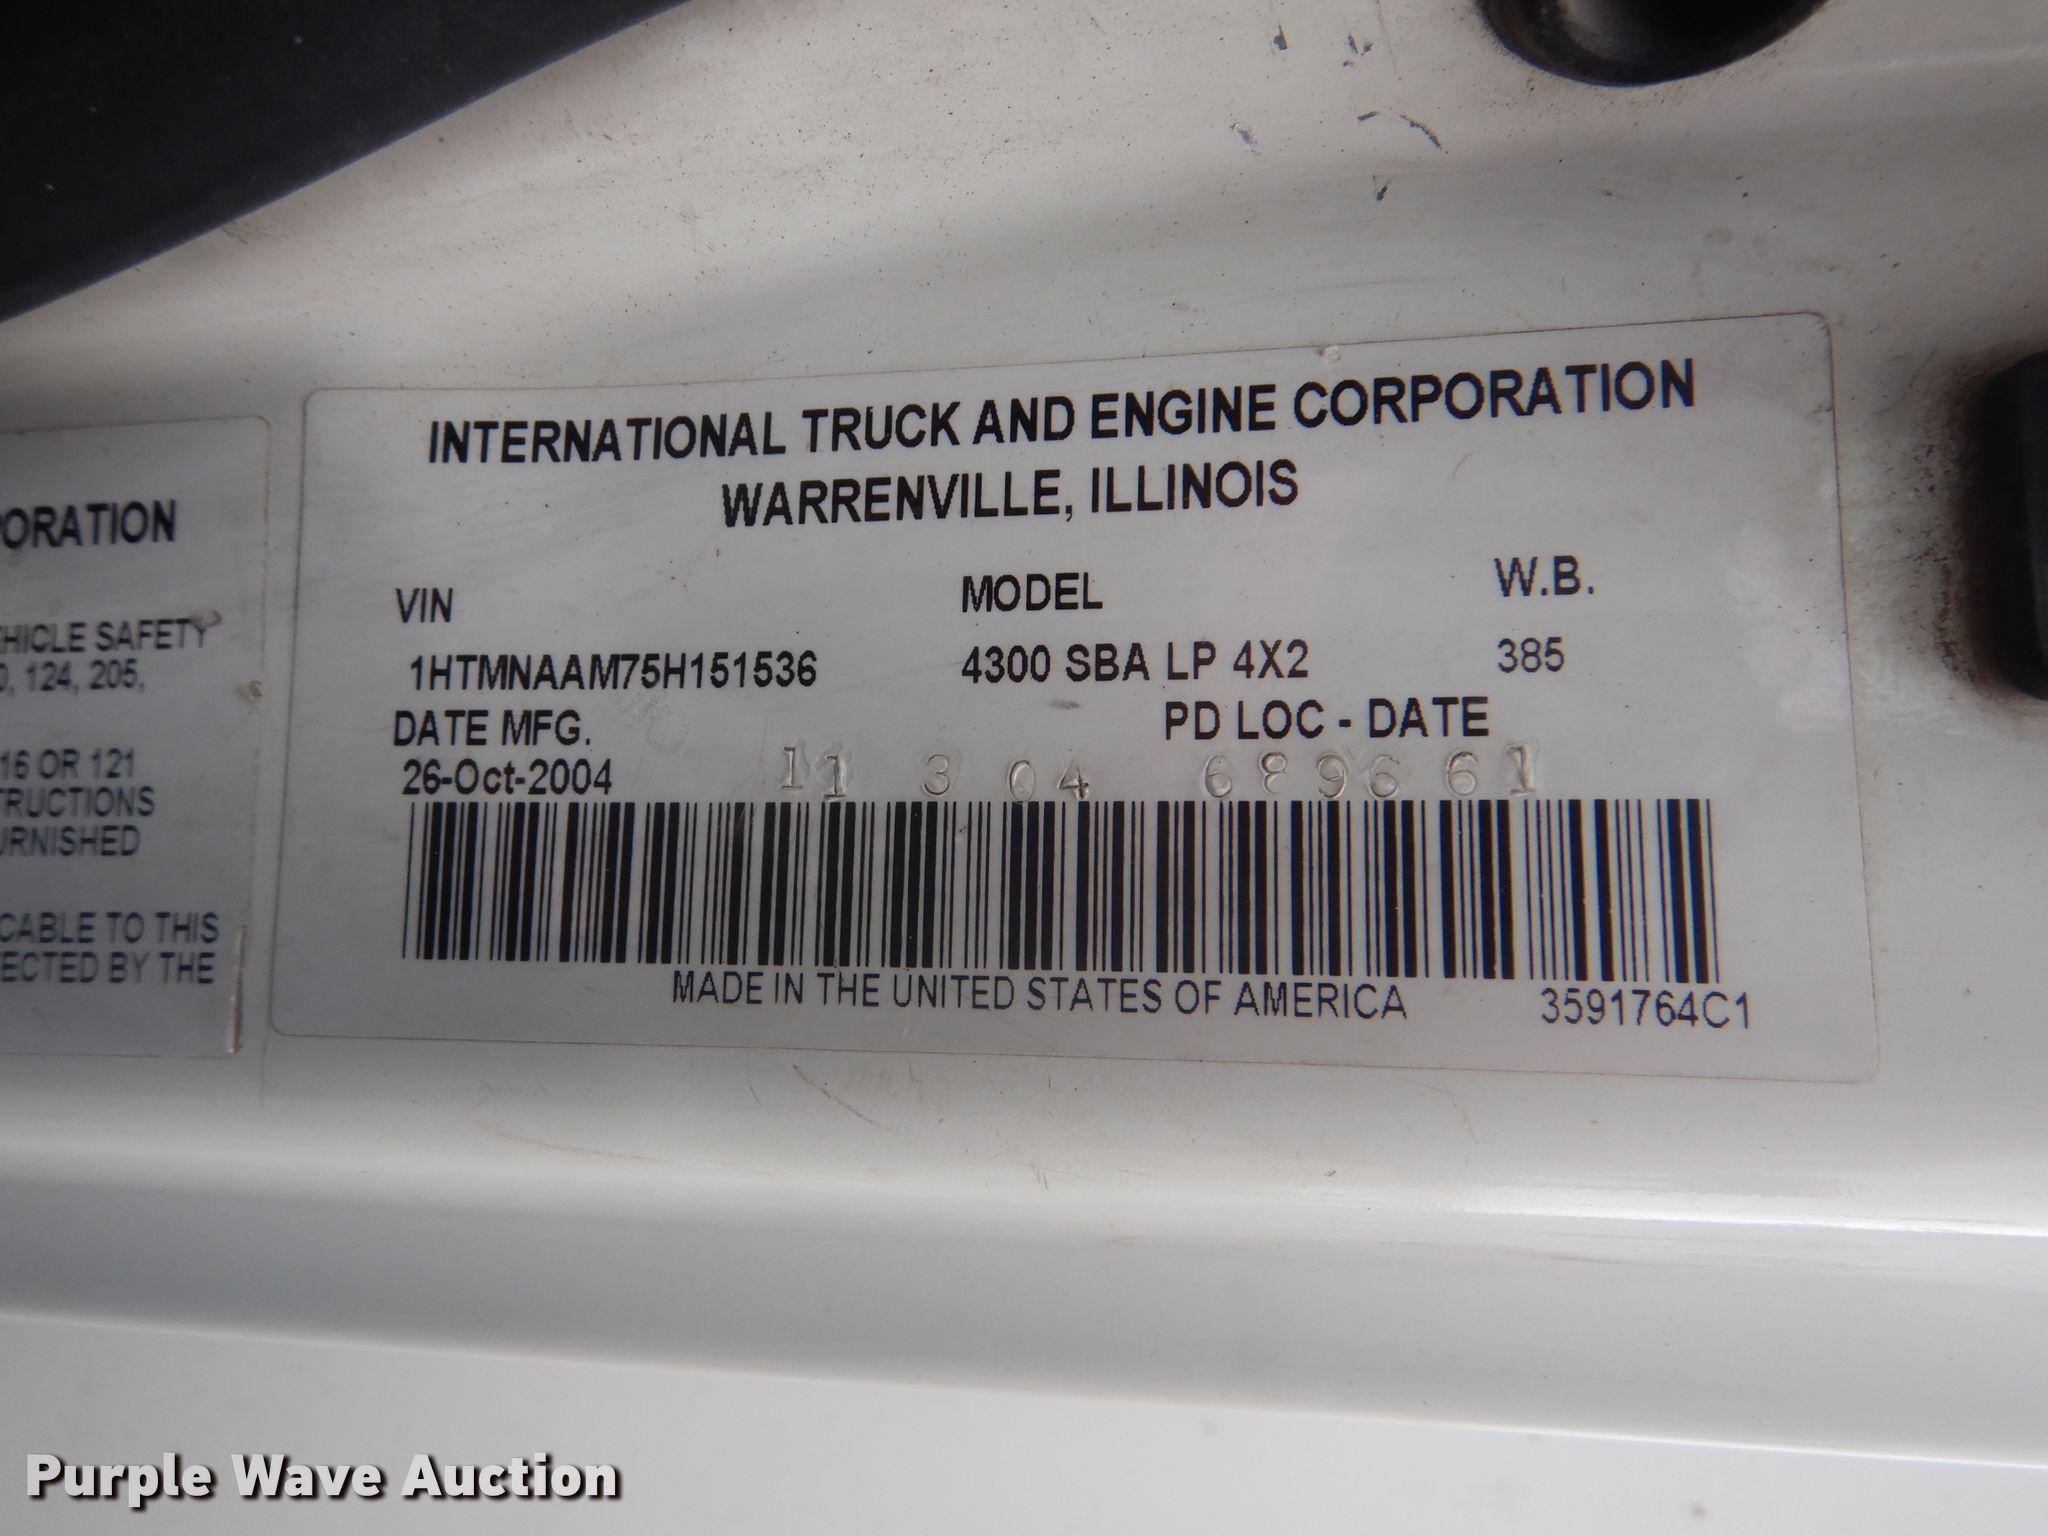 INTERNATIONAL TRUCK AND ENGINE CORPORATION
WARRENVILLE, ILLINOIS
VIN MODEL W.B.
1HTMNAAM75H151536 4300 SBA LP 4X2 385
DATE MFG. PD LOC - DATE
26-Oct-2004 11 3 04 689661
MADE IN THE UNITED STATES OF AMERICA 3591764C1
PORATION
HICLE SAFETY
0, 124, 205,
16 OR 121
TRUCTIONS
URNISHED
CABLE TO THIS
ECTED BY THE
Purple Wave Auction